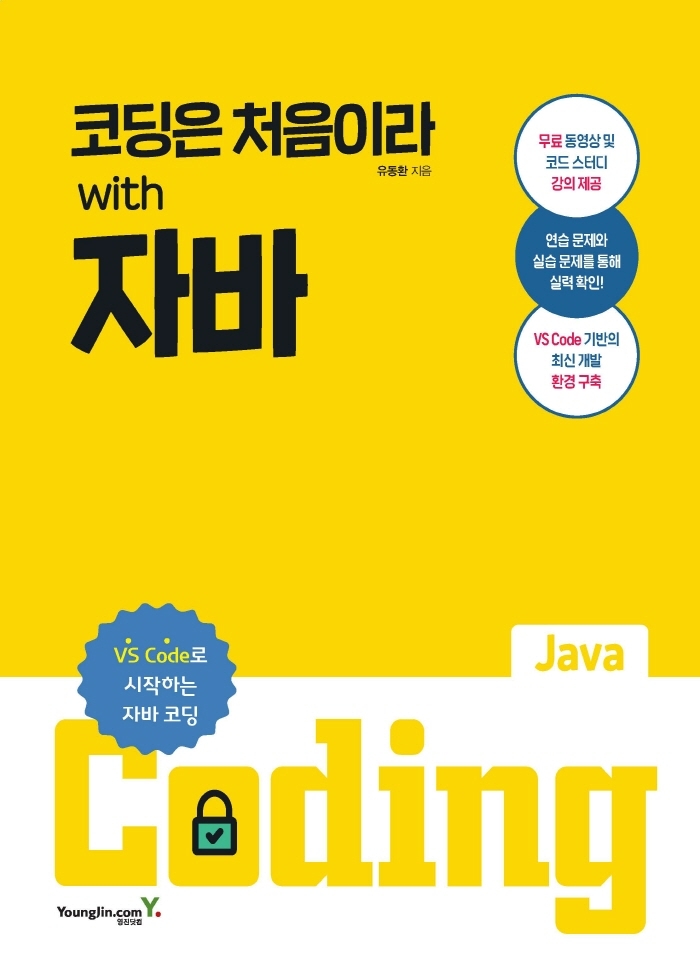 코딩은 처음이라
유동환 지음
with
자바
무료 동영상 및
코드 스터디
강의 제공
연습 문제와
실습 문제를 통해
실력 확인!
VS Code 기반의
최신 개발
환경 구축
VS Code로
시작하는
자바 코딩
Java
Coding
YoungJin.com Y.
영진닷컴